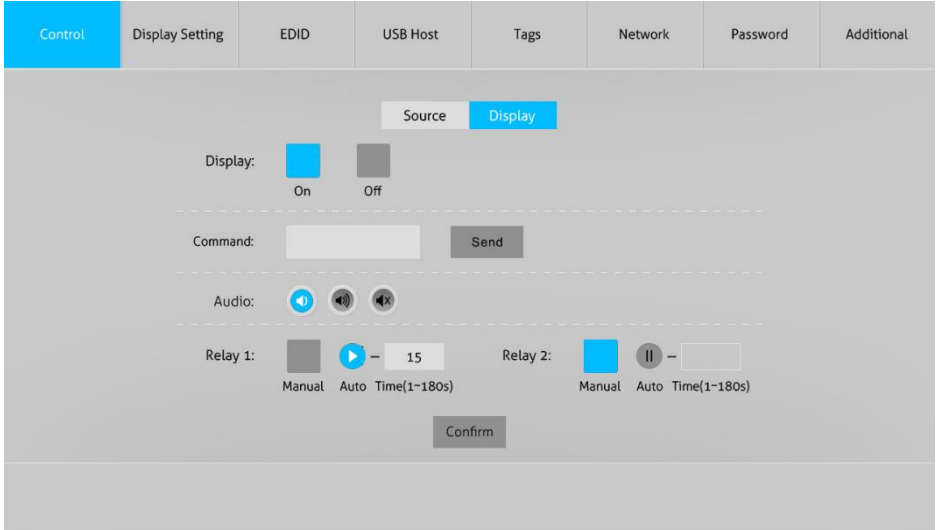 Control Display Setting EDID USB Host Tags Network Password Additional
Source Display
Display:
On Off
Command: Send
Audio:
Relay 1: – 15 Relay 2: –
Manual Auto Time(1~180s) Manual Auto Time(1~180s)
Confirm